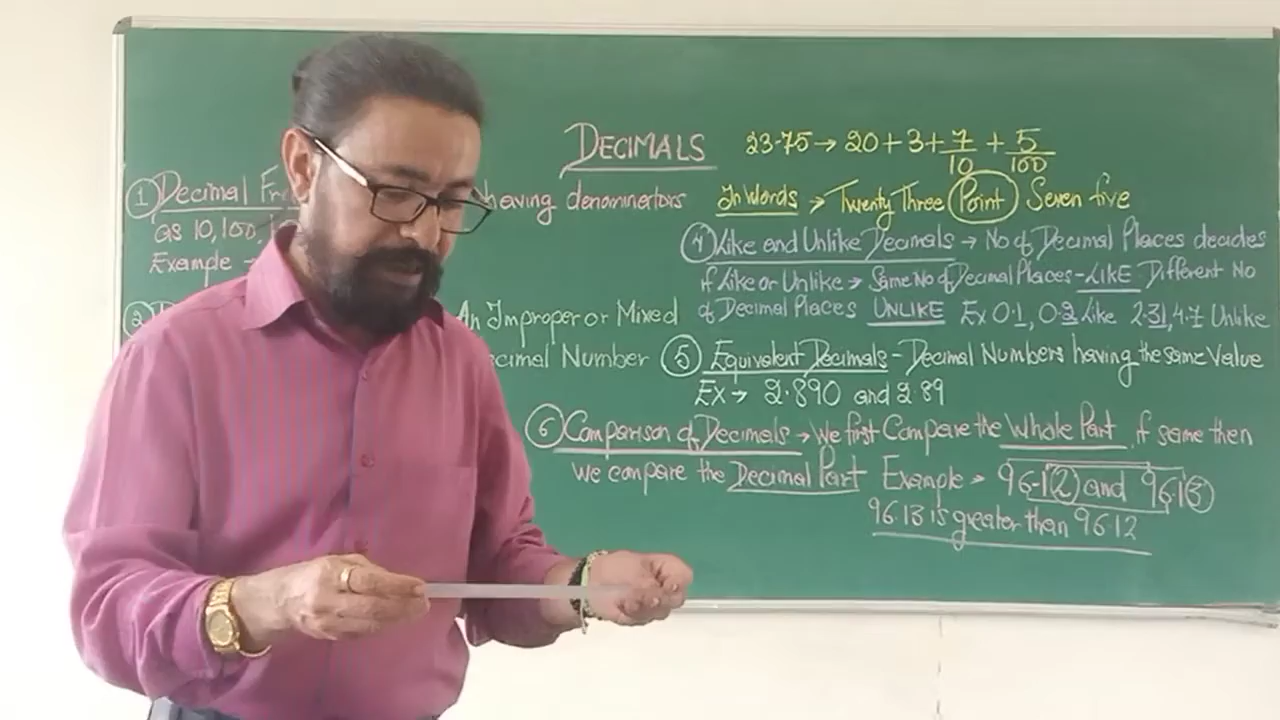 DECIMALS
23.75 → 20 + 3 + 7/10 + 5/100
In Words → Twenty Three Point Seven five
① Decimal having denominators
as 10, 100,
Example →
② An Improper or Mixed
Number
④ Like and Unlike Decimals → No of Decimal Places decides
if Like or Unlike → Same No of Decimal Places - LIKE Different No
of Decimal Places UNLIKE Ex 0.1, 0.2 Like 2.31, 4.7 Unlike
⑤ Equivalent Decimals - Decimal Numbers having the same Value
Ex → 2.890 and 2.89
⑥ Comparison of Decimals → We first Compare the Whole Part if same then
we compare the Decimal Part Example → 96.12 and 96.13
96.13 is greater than 96.12